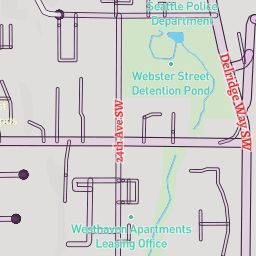 Seattle Police
Department
Webster Street
Detention Pond
Delridge Way SW
24th Ave SW
Westhaven Apartments
Leasing Office